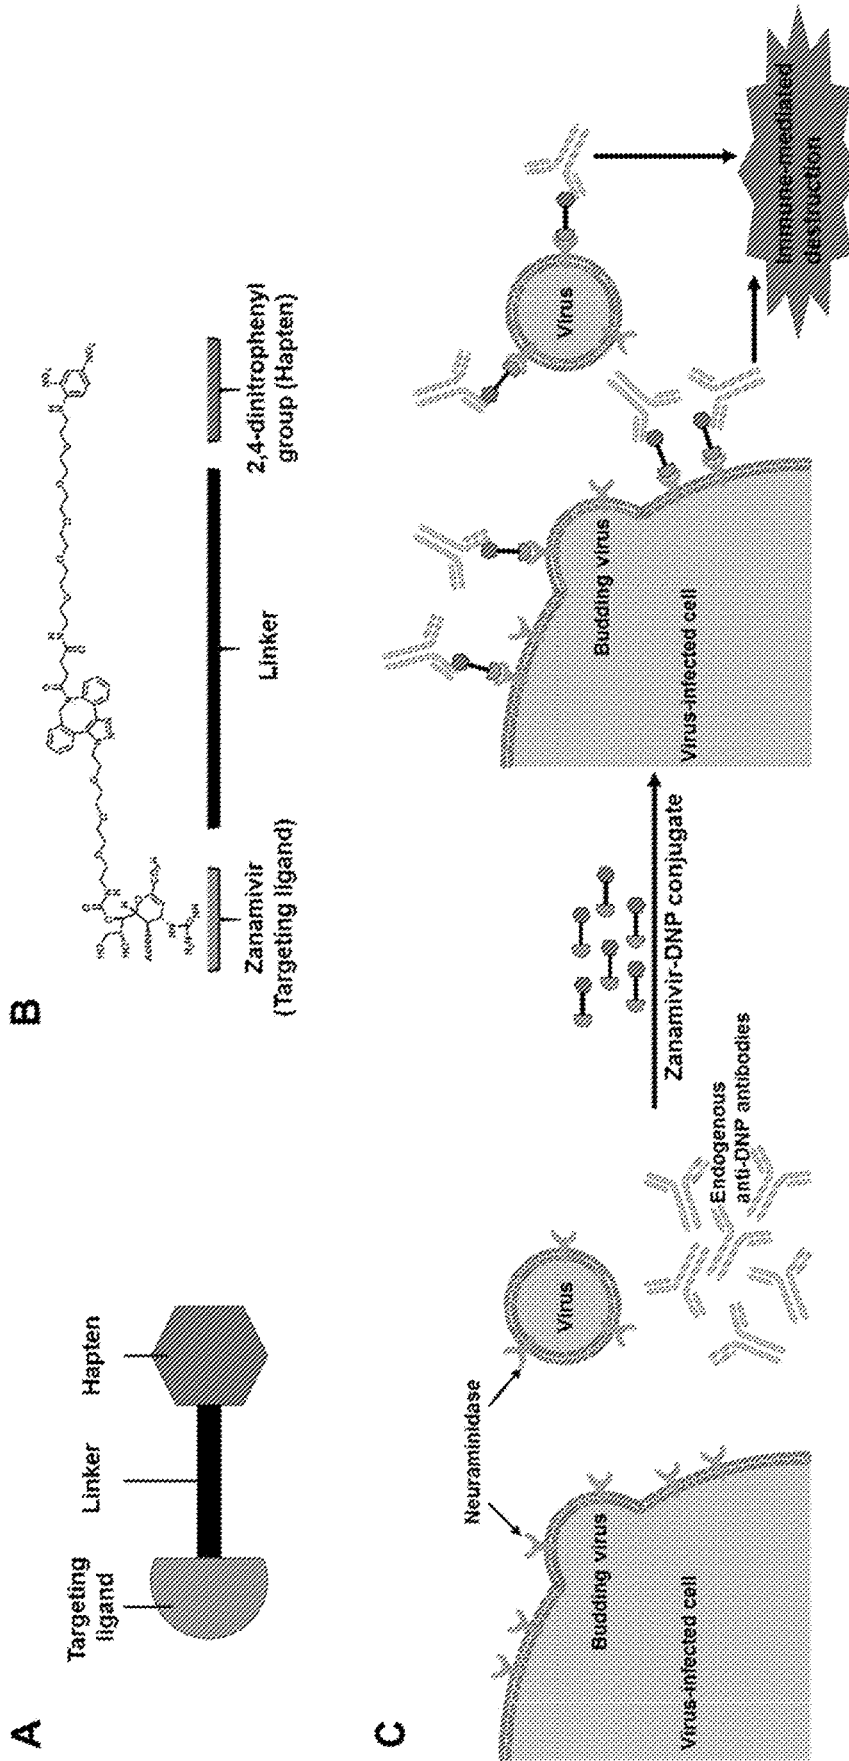 A
Targeting
ligand
Linker
Hapten
B
Zanamivir
(Targeting ligand)
Linker
2,4-dinitrophenyl
group (Hapten)
C
Neuraminidase
Virus
Budding virus
Virus-infected cell
Endogenous
anti-DNP antibodies
Zanamivir-DNP conjugate
Virus
Budding virus
Virus-infected cell
Immune-mediated
destruction